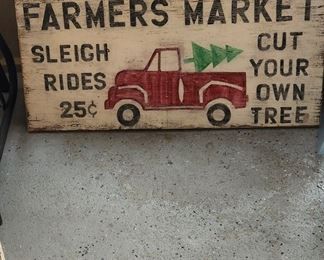 FARMERS MARKET
SLEIGH
RIDES
25¢
CUT
YOUR
OWN
TREE